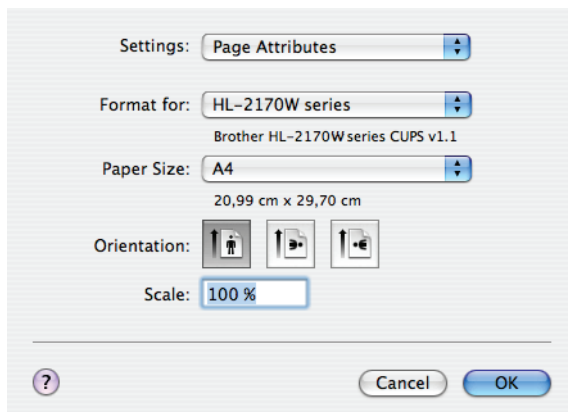 Settings: Page Attributes
Format for: HL-2170W series
Brother HL-2170W series CUPS v1.1
Paper Size: A4
20,99 cm x 29,70 cm
Orientation:
Scale: 100 %
? Cancel OK